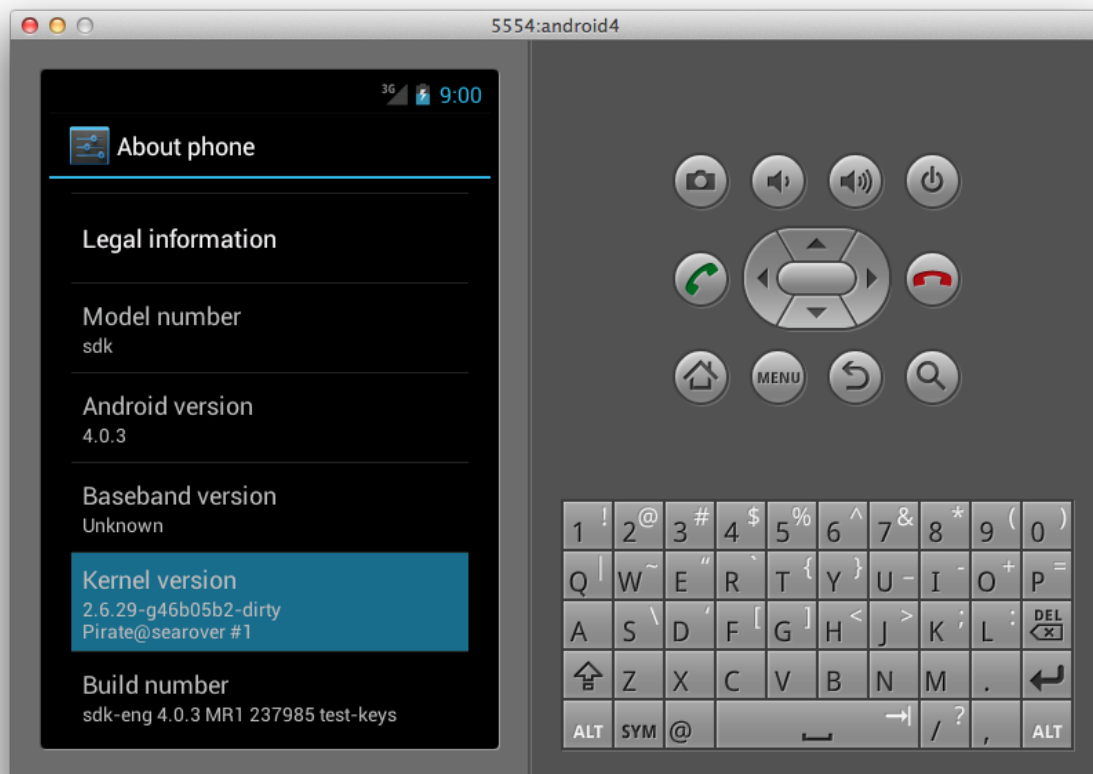 5554:android4
3G 9:00
About phone
Legal information
Model number
sdk
Android version
4.0.3
Baseband version
Unknown
Kernel version
2.6.29-g46b05b2-dirty
Pirate@searover #1
Build number
sdk-eng 4.0.3 MR1 237985 test-keys
MENU
1 ! 2 @ 3 # 4 $ 5 % 6 ^ 7 & 8 * 9 ( 0 )
Q | W ~ E " R ` T { Y } U _ I - O + P =
A S \ D ' F [ G ] H < J > K ; L : DEL
Z X C V B N M .
ALT SYM @ / ? , ALT